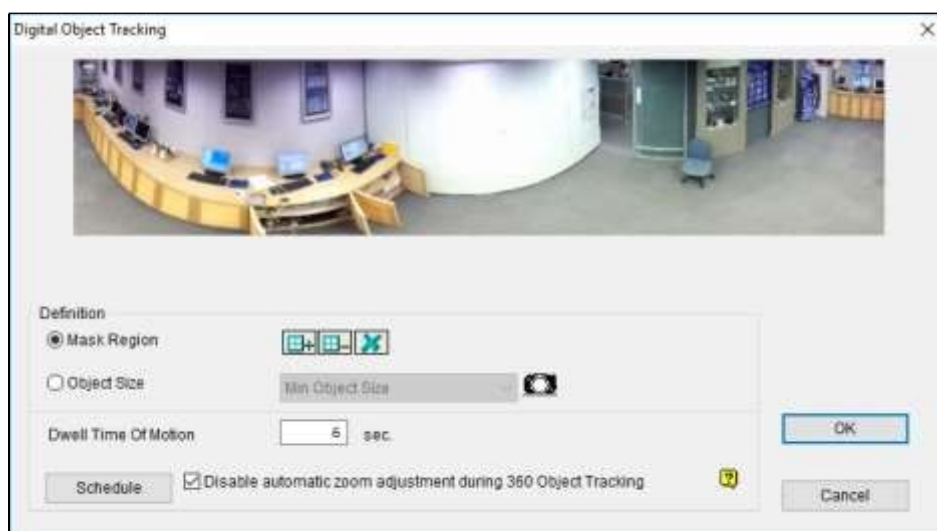 Digital Object Tracking
Definition
Mask Region
Object Size
Min Object Size
Dwell Time Of Motion 6 sec.
OK
Schedule Disable automatic zoom adjustment during 360 Object Tracking
Cancel